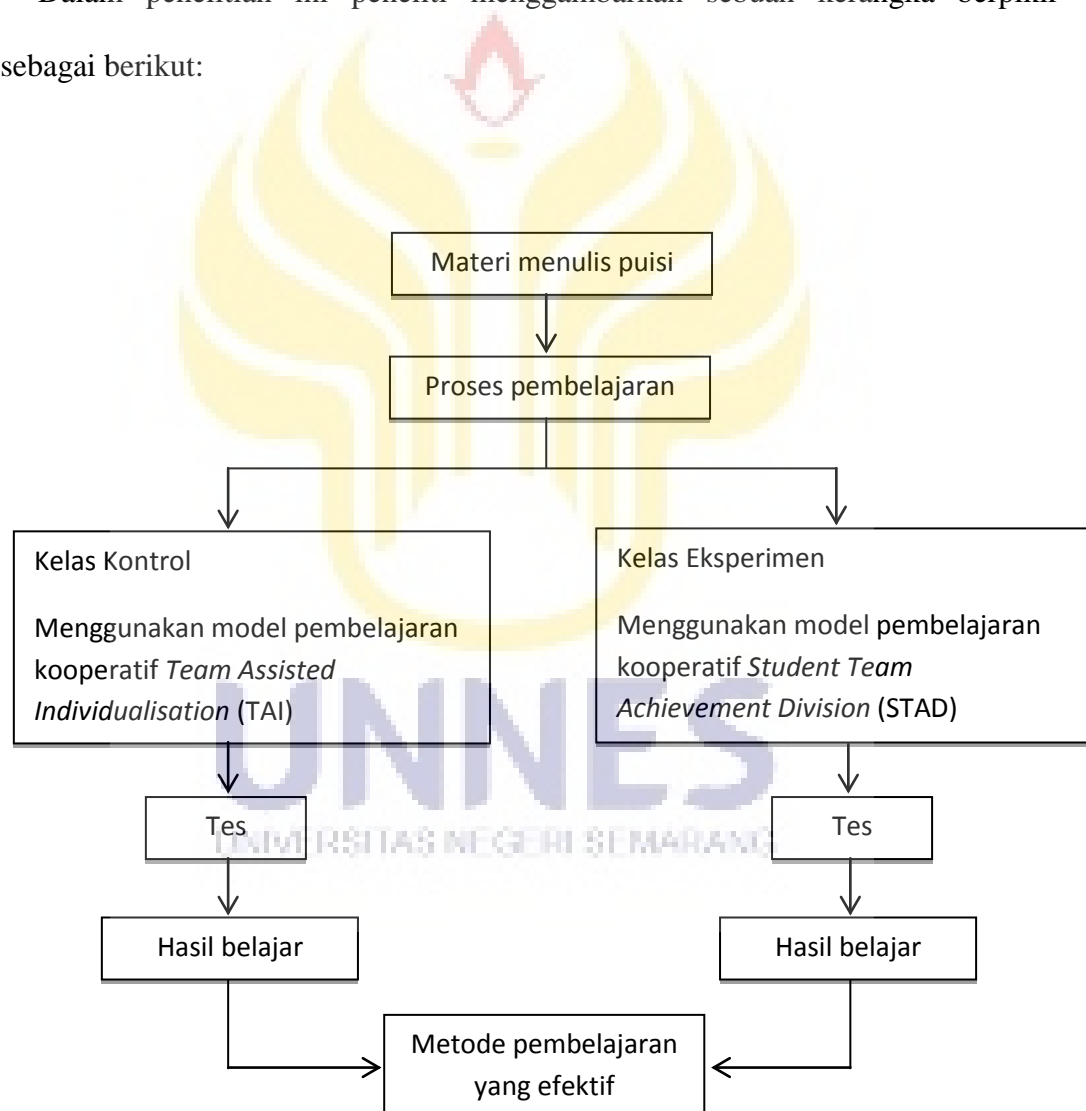 Dalam penelitian ini peneliti menggambarkan sebuah kerangka berpikir
sebagai berikut:
Materi menulis puisi
Proses pembelajaran
Kelas Kontrol
Menggunakan model pembelajaran
kooperatif Team Assisted
Individualisation (TAI)
Kelas Eksperimen
Menggunakan model pembelajaran
kooperatif Student Team
Achievement Division (STAD)
UNNES
UNIVERSITAS NEGERI SEMARANG
Tes
Tes
Hasil belajar
Hasil belajar
Metode pembelajaran
yang efektif